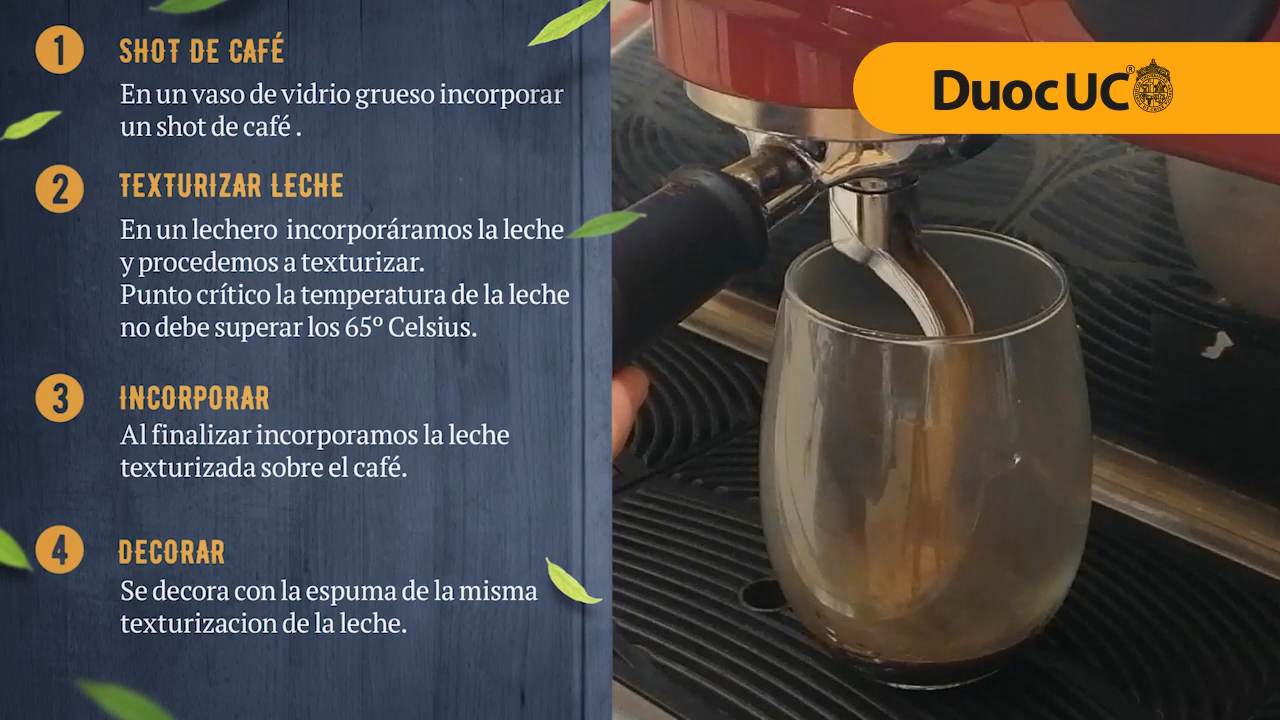 1 SHOT DE CAFÉ
En un vaso de vidrio grueso incorporar
un shot de café .
2 TEXTURIZAR LECHE
En un lechero incorporáramos la leche
y procedemos a texturizar.
Punto crítico la temperatura de la leche
no debe superar los 65º Celsius.
3 INCORPORAR
Al finalizar incorporamos la leche
texturizada sobre el café.
4 DECORAR
Se decora con la espuma de la misma
texturizacion de la leche.
Duoc UC®